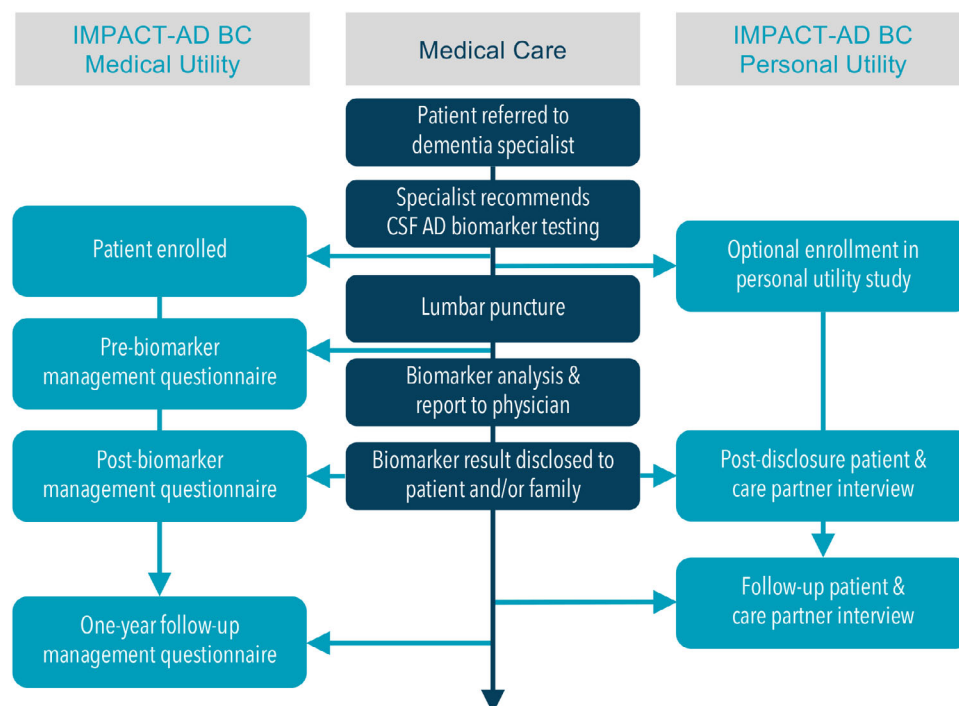 IMPACT-AD BC
Medical Utility
Medical Care
IMPACT-AD BC
Personal Utility
Patient referred to
dementia specialist
Specialist recommends
CSF AD biomarker testing
Patient enrolled
Optional enrollment in
personal utility study
Lumbar puncture
Pre-biomarker
management questionnaire
Biomarker analysis &
report to physician
Post-biomarker
management questionnaire
Biomarker result disclosed to
patient and/or family
Post-disclosure patient &
care partner interview
Follow-up patient &
care partner interview
One-year follow-up
management questionnaire